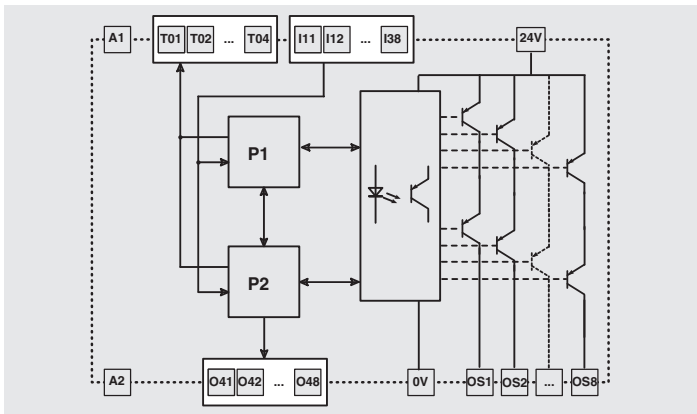 A1 T01 T02 ... T04 I11 I12 ... I38 24V
P1
P2
A2 O41 O42 ... O48 0V OS1 OS2 ... OS8